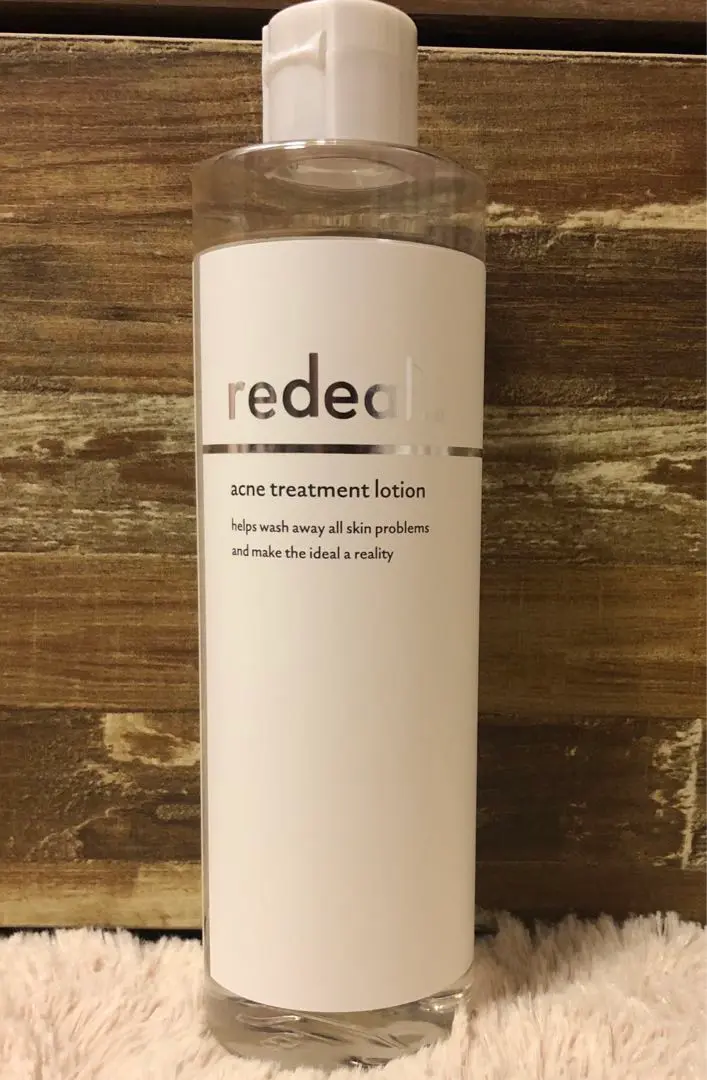 redeal.
acne treatment lotion
helps wash away all skin problems
and make the ideal a reality